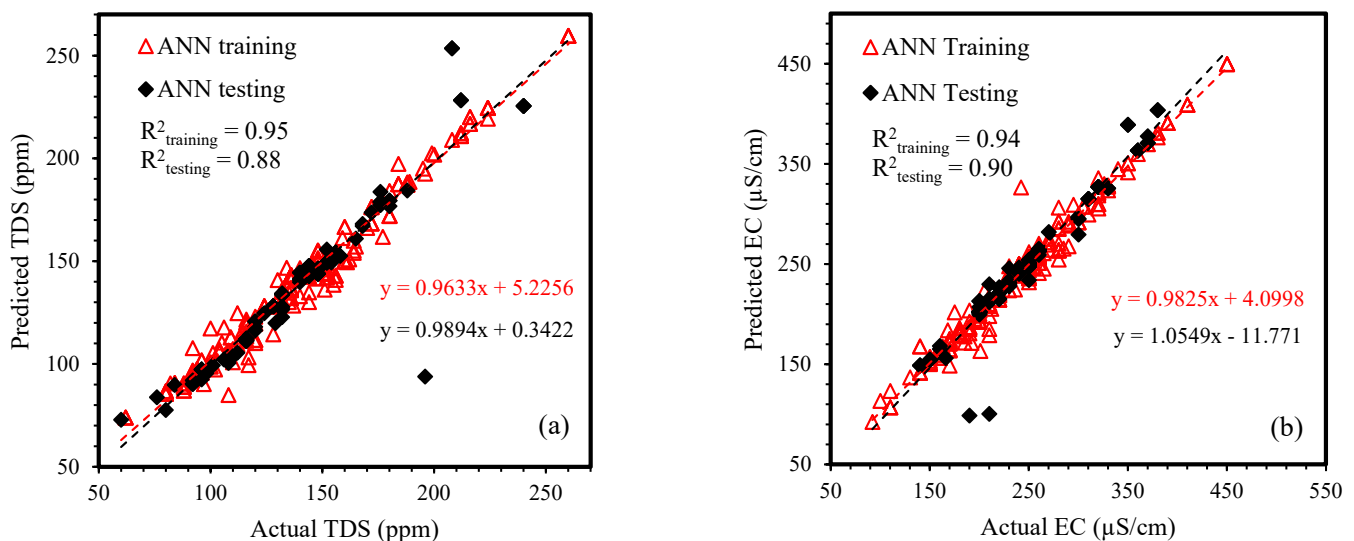 ANN training
ANN testing
R²training = 0.95
R²testing = 0.88
y = 0.9633x + 5.2256
y = 0.9894x + 0.3422
(a)
Predicted TDS (ppm)
250
200
150
100
50
50 100 150 200 250
Actual TDS (ppm)
ANN Training
ANN Testing
R²training = 0.94
R²testing = 0.90
y = 0.9825x + 4.0998
y = 1.0549x - 11.771
(b)
Predicted EC (µS/cm)
450
350
250
150
50
50 150 250 350 450 550
Actual EC (µS/cm)